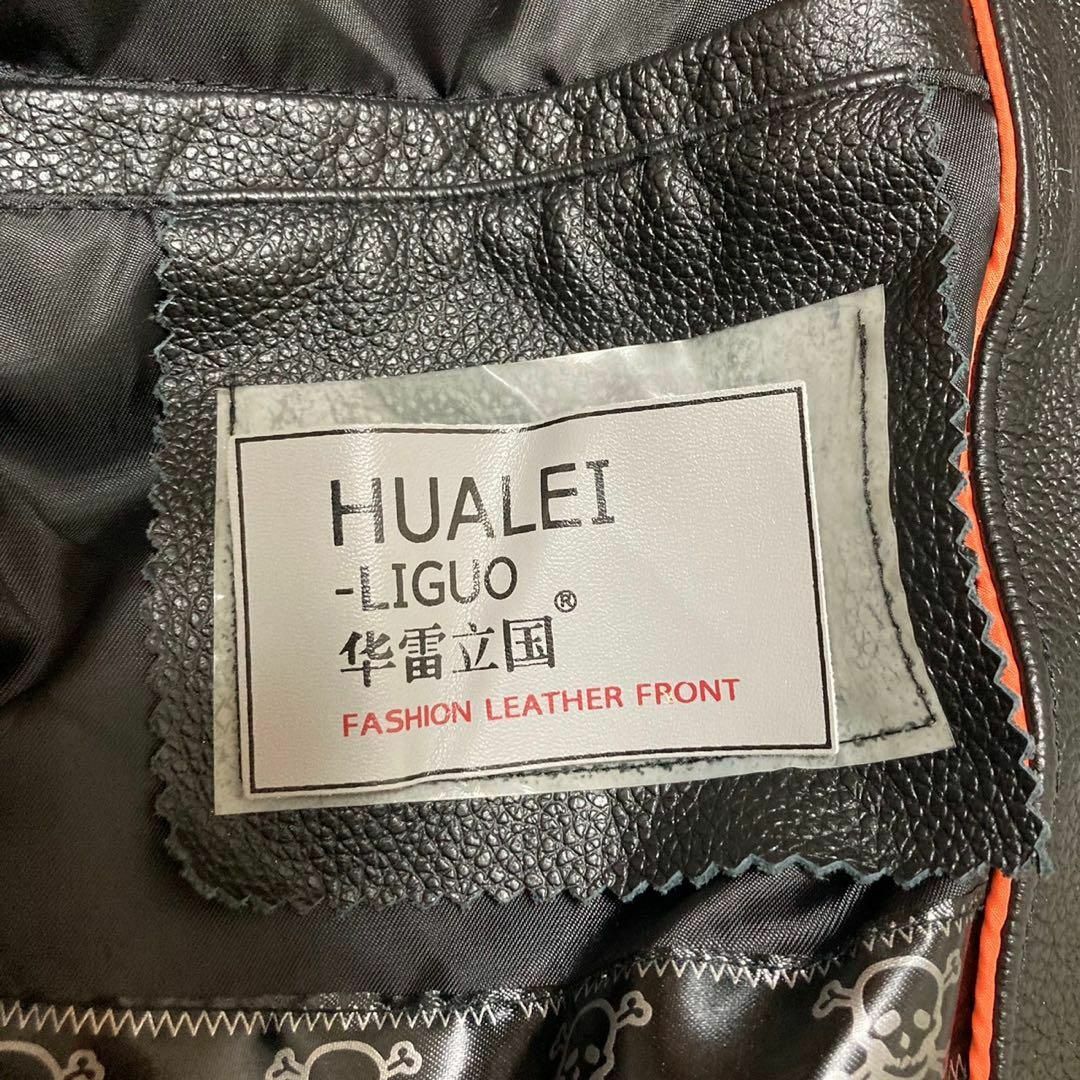 HUALEI
-LIGUO
华雷立国®
FASHION LEATHER FRONT